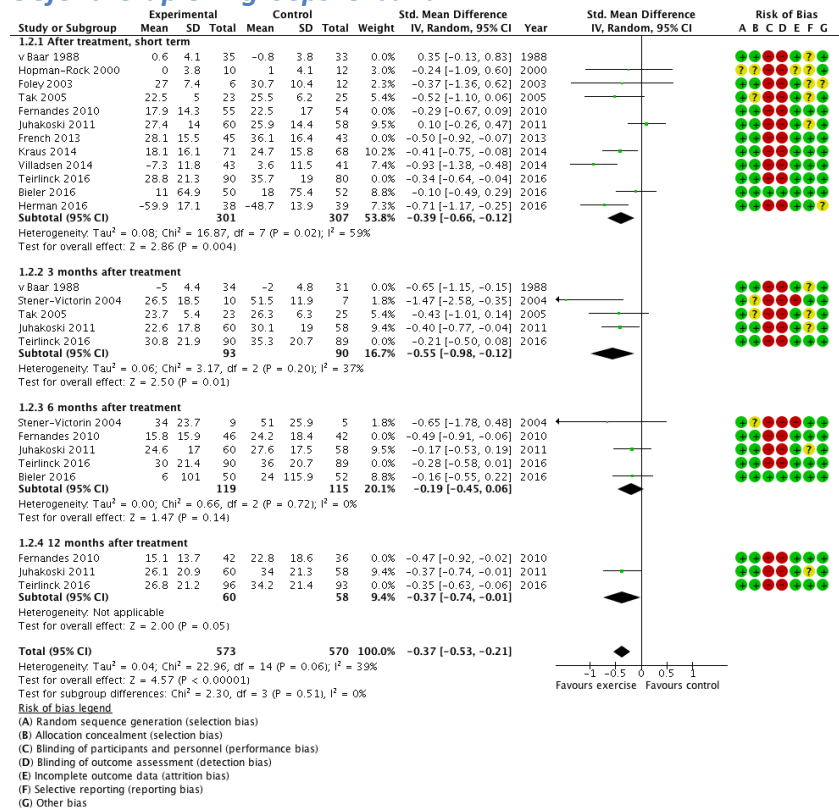 Experimental Control Std. Mean Difference Std. Mean Difference Risk of Bias
Study or Subgroup Mean SD Total Mean SD Total Weight IV, Random, 95% CI Year IV, Random, 95% CI A B C D E F G
1.2.1 After treatment, short term
v Baar 1988 0.6 4.1 35 -0.8 3.8 33 0.0% 0.35 [-0.13, 0.83] 1988
Hopman-Rock 2000 0 3.8 10 1 4.1 12 3.0% -0.24 [-1.09, 0.60] 2000
Foley 2003 27 7.4 6 30.7 10.4 12 2.3% -0.37 [-1.36, 0.62] 2003
Tak 2005 22.5 5 23 25.5 6.2 25 5.4% -0.52 [-1.10, 0.06] 2005
Fernandes 2010 17.9 14.3 55 22.5 17 54 0.0% -0.29 [-0.67, 0.09] 2010
Juhakoski 2011 27.4 14 60 25.9 14.4 58 9.4% 0.10 [-0.26, 0.47] 2011
French 2013 28.1 15.5 45 36.1 16.4 43 0.0% -0.50 [-0.92, -0.07] 2013
Kraus 2014 18.1 16.1 71 24.7 15.8 68 10.2% -0.41 [-0.75, -0.08] 2014
Villadsen 2014 -7.3 11.8 43 3.6 11.5 41 7.4% -0.93 [-1.38, -0.48] 2014
Teirlinck 2016 28.8 21.3 90 35.7 19 80 0.0% -0.34 [-0.64, -0.04] 2016
Bieler 2016 11 64.9 50 18 75.4 52 8.8% -0.10 [-0.49, 0.29] 2016
Herman 2016 -59.9 17.1 38 -48.7 13.9 39 7.3% -0.71 [-1.17, -0.25] 2016
Subtotal (95% CI) 301 307 53.8% -0.39 [-0.66, -0.12]
Heterogeneity: Tau² = 0.08; Chi² = 16.87, df = 7 (P = 0.02); I² = 59%
Test for overall effect: Z = 2.86 (P = 0.004)
1.2.2 3 months after treatment
v Baar 1988 -5 4.4 34 -2 4.8 31 0.0% -0.65 [-1.15, -0.15] 1988
Stener-Victorin 2004 26.5 18.5 10 51.5 11.9 7 1.8% -1.47 [-2.58, -0.35] 2004
Tak 2005 23.7 5.4 23 26.3 6.3 25 5.5% -0.43 [-1.01, 0.14] 2005
Juhakoski 2011 22.6 17.8 60 30.1 19 58 9.4% -0.40 [-0.77, -0.04] 2011
Teirlinck 2016 30.8 21.9 90 35.3 20.7 89 0.0% -0.21 [-0.50, 0.08] 2016
Subtotal (95% CI) 93 90 16.7% -0.55 [-0.98, -0.12]
Heterogeneity: Tau² = 0.06; Chi² = 3.17, df = 2 (P = 0.20); I² = 37%
Test for overall effect: Z = 2.50 (P = 0.01)
1.2.3 6 months after treatment
Stener-Victorin 2004 34 23.7 9 51 25.9 5 1.8% -0.65 [-1.78, 0.48] 2004
Fernandes 2010 15.8 15.9 46 24.2 18.4 42 0.0% -0.49 [-0.91, -0.06] 2010
Juhakoski 2011 24.6 17 60 27.6 17.5 58 9.5% -0.17 [-0.53, 0.19] 2011
Teirlinck 2016 30 21.4 90 36 20.7 89 0.0% -0.28 [-0.58, 0.01] 2016
Bieler 2016 6 101 50 24 115.9 52 8.8% -0.16 [-0.55, 0.22] 2016
Subtotal (95% CI) 119 115 20.1% -0.19 [-0.45, 0.06]
Heterogeneity: Tau² = 0.00; Chi² = 0.66, df = 2 (P = 0.72); I² = 0%
Test for overall effect: Z = 1.47 (P = 0.14)
1.2.4 12 months after treatment
Fernandes 2010 15.1 13.7 42 22.8 18.6 36 0.0% -0.47 [-0.92, -0.02] 2010
Juhakoski 2011 26.1 20.9 60 34 21.3 58 9.4% -0.37 [-0.74, -0.01] 2011
Teirlinck 2016 26.8 21.2 96 34.2 21.4 93 0.0% -0.35 [-0.63, -0.06] 2016
Subtotal (95% CI) 60 58 9.4% -0.37 [-0.74, -0.01]
Heterogeneity: Not applicable
Test for overall effect: Z = 2.00 (P = 0.05)
Total (95% CI) 573 570 100.0% -0.37 [-0.53, -0.21]
Heterogeneity: Tau² = 0.04; Chi² = 22.96, df = 14 (P = 0.06); I² = 39%
Test for overall effect: Z = 4.57 (P < 0.00001)
Test for subgroup differences: Chi² = 2.30, df = 3 (P = 0.51), I² = 0%
-1 -0.5 0 0.5 1
Favours exercise Favours control
Risk of bias legend
(A) Random sequence generation (selection bias)
(B) Allocation concealment (selection bias)
(C) Blinding of participants and personnel (performance bias)
(D) Blinding of outcome assessment (detection bias)
(E) Incomplete outcome data (attrition bias)
(F) Selective reporting (reporting bias)
(G) Other bias